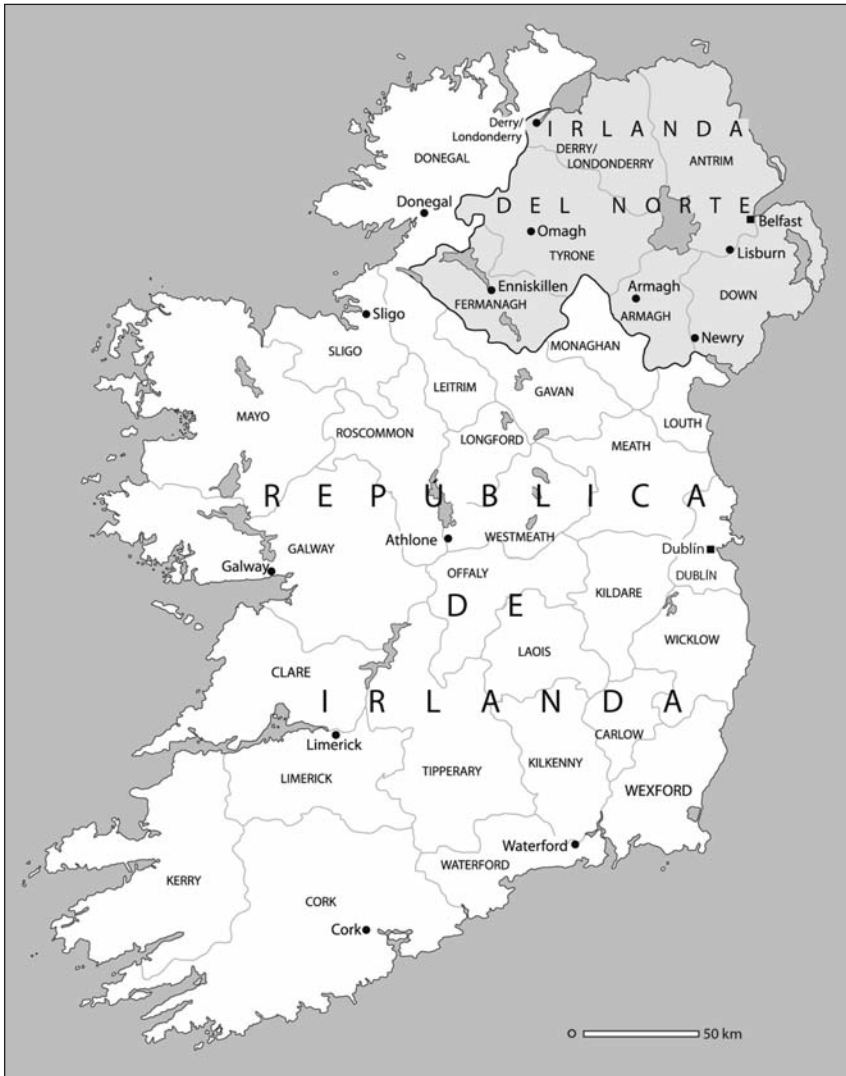 Derry/
Londonderry
I R L A N D A
DERRY/
LONDONDERRY
ANTRIM
DONEGAL
Donegal
D E L N O R T E
Belfast
Omagh
TYRONE
Lisburn
Enniskillen
FERMANAGH
Armagh
ARMAGH
DOWN
Sligo
SLIGO
Newry
MONAGHAN
LEITRIM
GAVAN
MAYO
ROSCOMMON
LONGFORD
LOUTH
MEATH
R E P U B L I C A
Athlone
WESTMEATH
GALWAY
Galway
Dublín
DUBLÍN
OFFALY
KILDARE
D E
LAOIS
WICKLOW
CLARE
I R L A N D A
Limerick
LIMERICK
TIPPERARY
KILKENNY
CARLOW
WEXFORD
Waterford
WATERFORD
KERRY
CORK
Cork
0 50 km